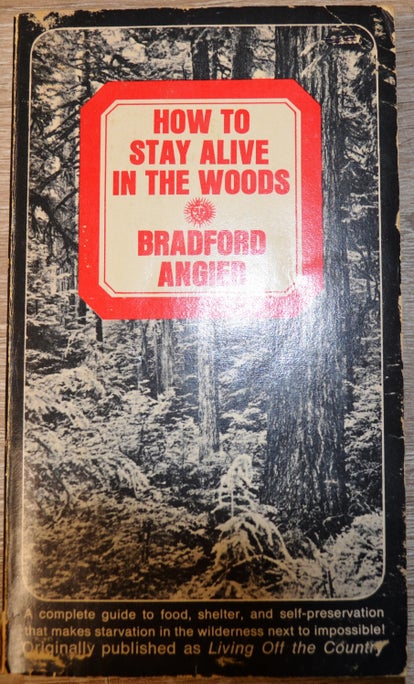 HOW TO
STAY ALIVE
IN THE WOODS
BRADFORD
ANGIER
A complete guide to food, shelter, and self-preservation
that makes starvation in the wilderness next to impossible!
Originally published as Living Off the Country